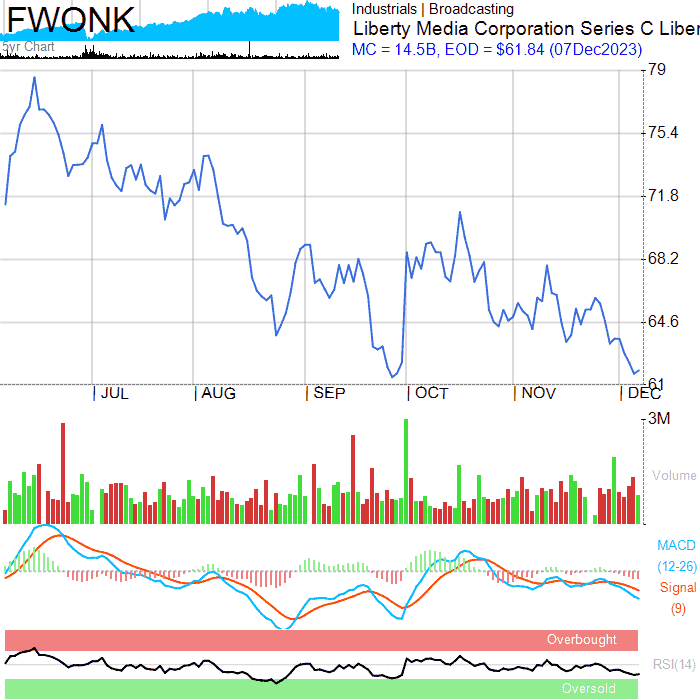 FWONK
5yr Chart
Industrials | Broadcasting
Liberty Media Corporation Series C Liber
MC = 14.5B, EOD = $61.84 (07Dec2023)
79
75.4
71.8
68.2
64.6
61
| JUL | AUG | SEP | OCT | NOV | DEC
3M
Volume
MACD
(12-26)
Signal
(9)
Overbought
RSI(14)
Oversold